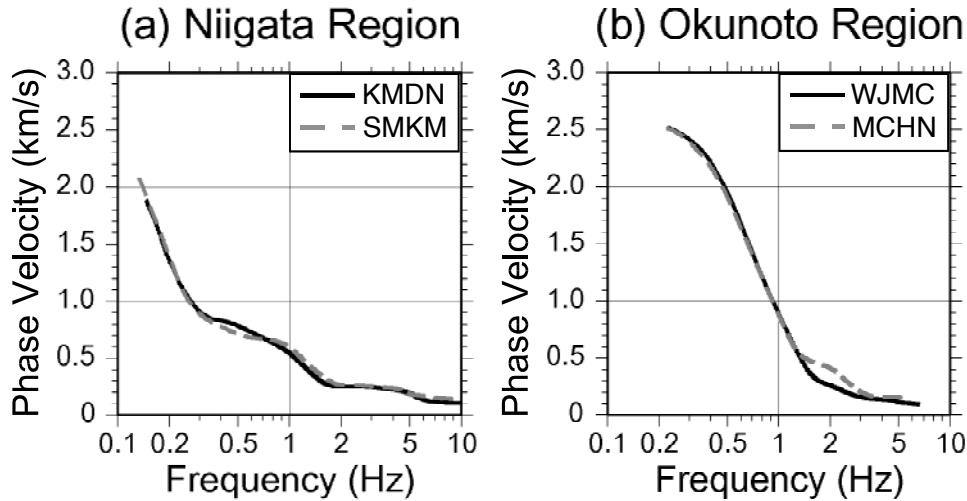 (a) Niigata Region
Phase Velocity (km/s)
3.0
2.5
2.0
1.5
1.0
0.5
0
KMDN
SMKM
0.1 0.2 0.5 1 2 5 10
Frequency (Hz)
(b) Okunoto Region
Phase Velocity (km/s)
3.0
2.5
2.0
1.5
1.0
0.5
0
WJMC
MCHN
0.1 0.2 0.5 1 2 5 10
Frequency (Hz)